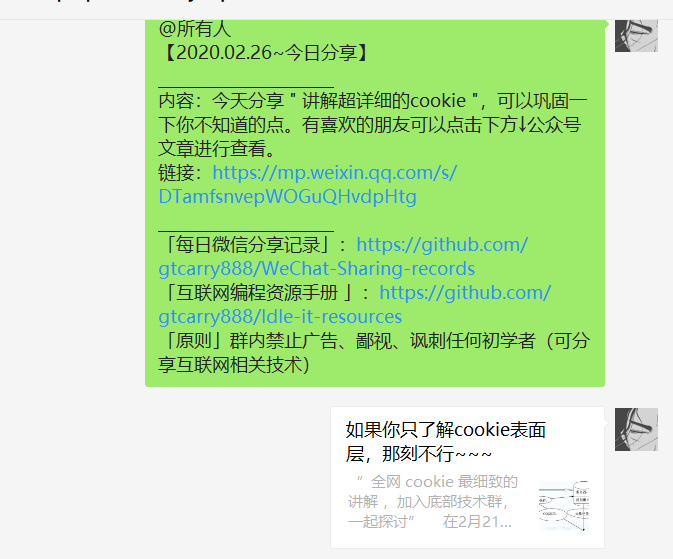 @所有人
【2020.02.26~今日分享】
内容：今天分享＂讲解超详细的cookie＂，可以巩固一
下你不知道的点。有喜欢的朋友可以点击下方↓公众号
文章进行查看。
链接：https://mp.weixin.qq.com/s/
DTamfsnvepWOGuQHvdpHtg
「每日微信分享记录」：https://github.com/
gtcarry888/WeChat-Sharing-records
「互联网编程资源手册 」：https://github.com/
gtcarry888/Idle-it-resources
「原则」群内禁止广告、鄙视、讽刺任何初学者（可分
享互联网相关技术）
如果你只了解cookie表面
层，那刻不行~~~
“ 全网 cookie 最细致的
讲解 ，加入底部技术群，
一起探讨” 在2月21...